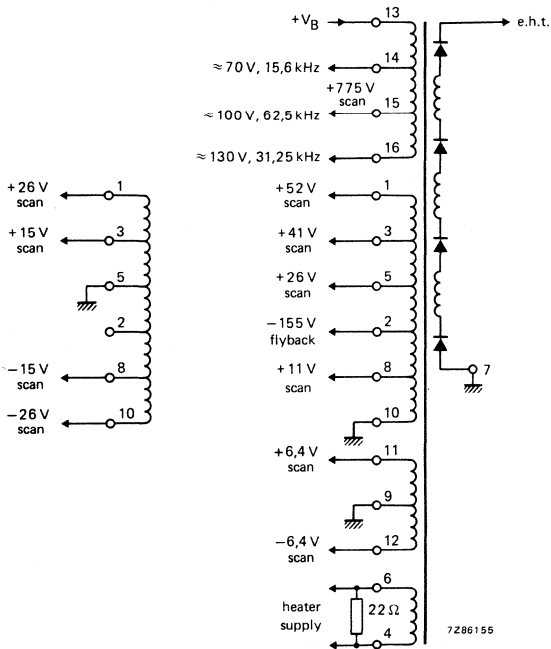 +V_B
13
e.h.t.
≈ 70 V, 15,6 kHz
14
+775 V
scan
15
≈ 100 V, 62,5 kHz
≈ 130 V, 31,25 kHz
16
+26 V
scan
1
+15 V
scan
3
5
2
−15 V
scan
8
−26 V
scan
10
+52 V
scan
1
+41 V
scan
3
+26 V
scan
5
−155 V
flyback
2
+11 V
scan
8
10
7
+6,4 V
scan
11
9
−6,4 V
scan
12
6
heater
supply
22 Ω
4
7Z86155